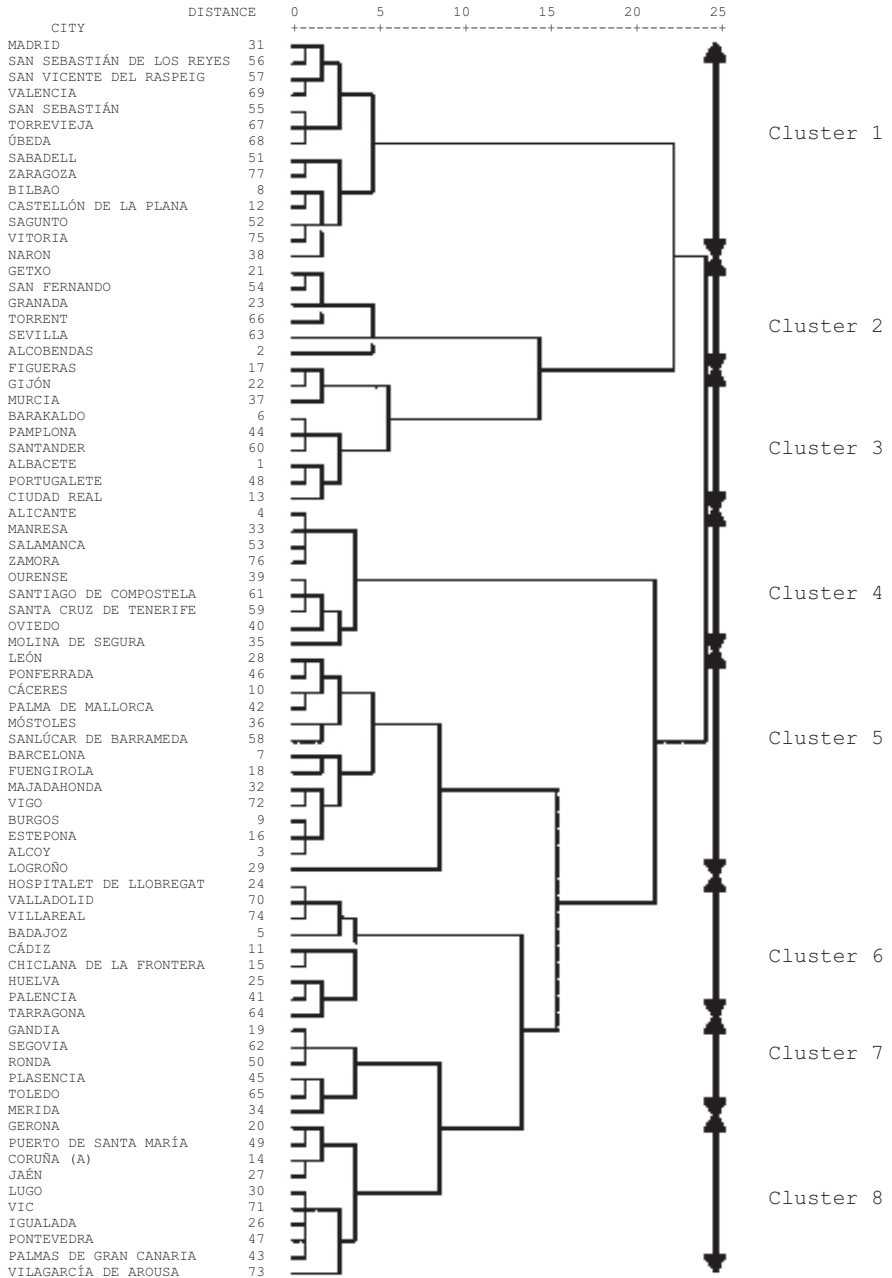 DISTANCE 0 5 10 15 20 25
CITY
MADRID 31
SAN SEBASTIÁN DE LOS REYES 56
SAN VICENTE DEL RASPEIG 57
VALENCIA 69
SAN SEBASTIÁN 55
TORREVIEJA 67
Cluster 1
ÚBEDA 68
SABADELL 51
ZARAGOZA 77
BILBAO 8
CASTELLÓN DE LA PLANA 12
SAGUNTO 52
VITORIA 75
NARON 38
GETXO 21
SAN FERNANDO 54
GRANADA 23
TORRENT 66
Cluster 2
SEVILLA 63
ALCOBENDAS 2
FIGUERAS 17
GIJÓN 22
MURCIA 37
BARAKALDO 6
PAMPLONA 44
SANTANDER 60
Cluster 3
ALBACETE 1
PORTUGALETE 48
CIUDAD REAL 13
ALICANTE 4
MANRESA 33
SALAMANCA 53
ZAMORA 76
OURENSE 39
SANTIAGO DE COMPOSTELA 61
Cluster 4
SANTA CRUZ DE TENERIFE 59
OVIEDO 40
MOLINA DE SEGURA 35
LEÓN 28
PONFERRADA 46
CÁCERES 10
PALMA DE MALLORCA 42
MÓSTOLES 36
SANLÚCAR DE BARRAMEDA 58
Cluster 5
BARCELONA 7
FUENGIROLA 18
MAJADAHONDA 32
VIGO 72
BURGOS 9
ESTEPONA 16
ALCOY 3
LOGROÑO 29
HOSPITALET DE LLOBREGAT 24
VALLADOLID 70
VILLAREAL 74
BADAJOZ 5
CÁDIZ 11
Cluster 6
CHICLANA DE LA FRONTERA 15
HUELVA 25
PALENCIA 41
TARRAGONA 64
GANDIA 19
SEGOVIA 62
Cluster 7
RONDA 50
PLASENCIA 45
TOLEDO 65
MERIDA 34
GERONA 20
PUERTO DE SANTA MARÍA 49
CORUÑA (A) 14
JAÉN 27
LUGO 30
Cluster 8
VIC 71
IGUALADA 26
PONTEVEDRA 47
PALMAS DE GRAN CANARIA 43
VILAGARCÍA DE AROUSA 73